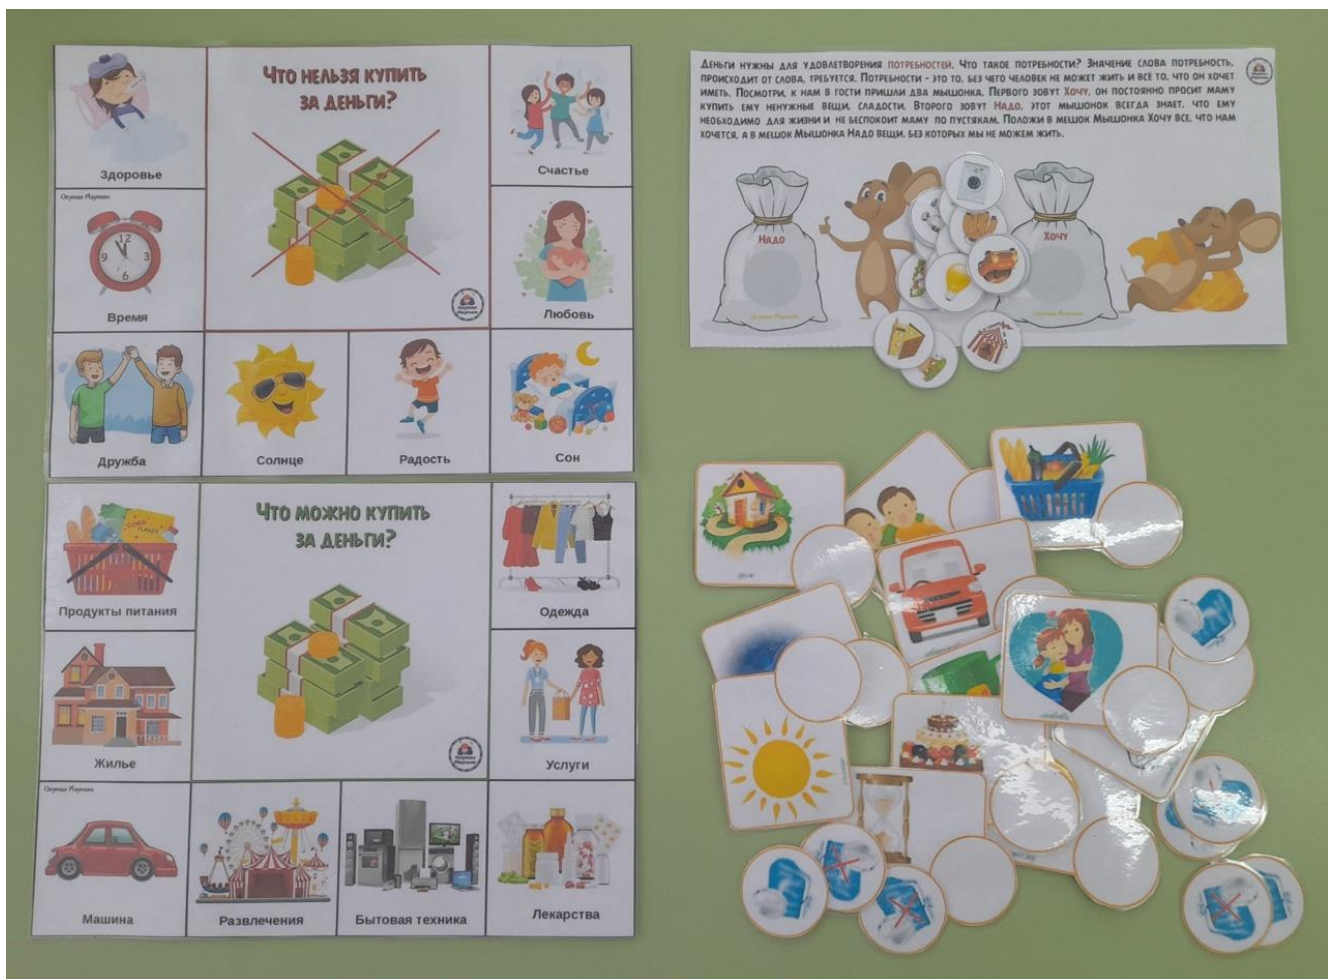 Что нельзя купить
за деньги?
Здоровье
Счастье
Время
Любовь
Дружба
Солнце
Радость
Сон
Что можно купить
за деньги?
Продукты питания
Одежда
Жилье
Услуги
Машина
Развлечения
Бытовая техника
Лекарства
Деньги нужны для удовлетворения потребностей. Что такое потребности? Значение слова потребность,
происходит от слова, требуется. Потребности - это то, без чего человек не может жить и всё то, что он хочет
иметь. Посмотри, к нам в гости пришли два мышонка. Первого зовут Хочу, он постоянно просит маму
купить ему ненужные вещи, сладости. Второго зовут Надо, этот мышонок всегда знает, что ему
необходимо для жизни и не беспокоит маму по пустякам. Положи в мешок Мышонка Хочу все, что нам
хочется, а в мешок Мышонка Надо вещи, без которых мы не можем жить.
Надо
Хочу